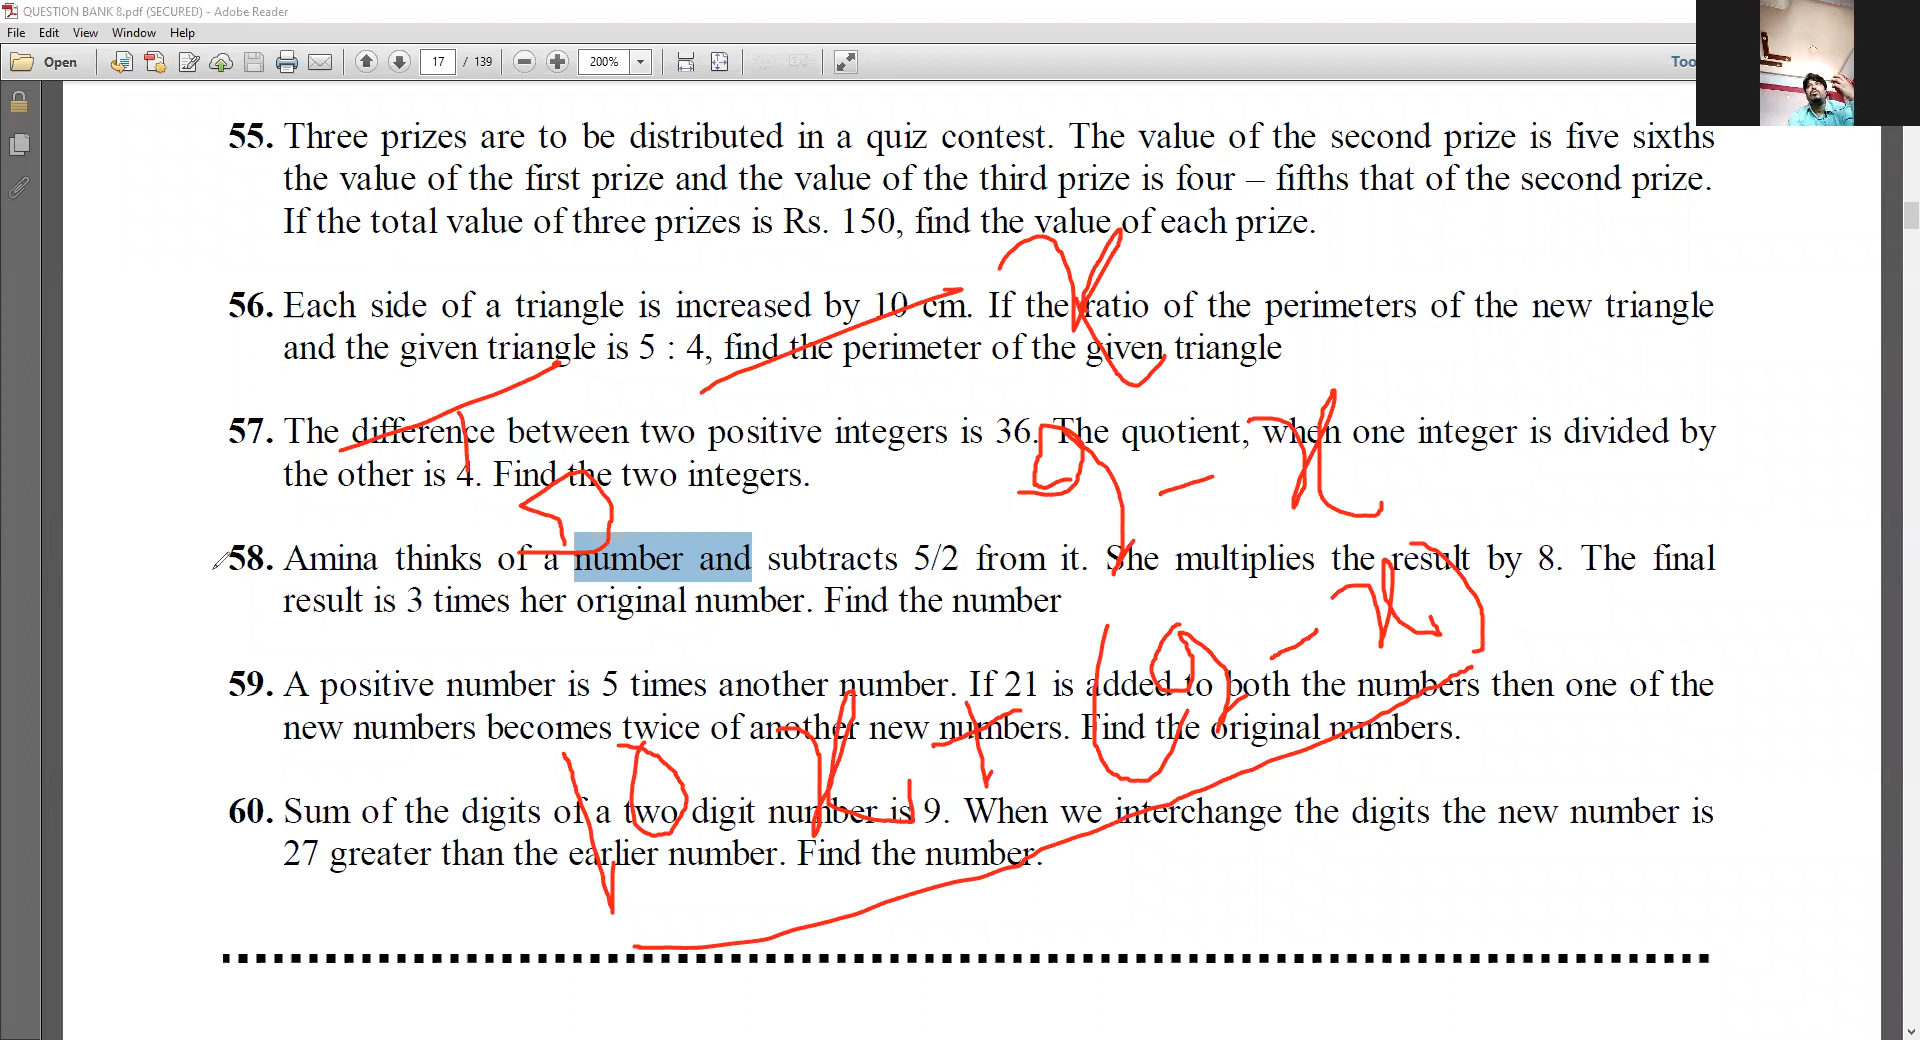 QUESTION BANK 8.pdf (SECURED) - Adobe Reader
File Edit View Window Help
Open 17 / 139 200% Too
55. Three prizes are to be distributed in a quiz contest. The value of the second prize is five sixths
the value of the first prize and the value of the third prize is four – fifths that of the second prize.
If the total value of three prizes is Rs. 150, find the value of each prize.
56. Each side of a triangle is increased by 10 cm. If the ratio of the perimeters of the new triangle
and the given triangle is 5 : 4, find the perimeter of the given triangle
57. The difference between two positive integers is 36. The quotient, when one integer is divided by
the other is 4. Find the two integers.
58. Amina thinks of a number and subtracts 5/2 from it. She multiplies the result by 8. The final
result is 3 times her original number. Find the number
59. A positive number is 5 times another number. If 21 is added to both the numbers then one of the
new numbers becomes twice of another new numbers. Find the original numbers.
60. Sum of the digits of a two digit number is 9. When we interchange the digits the new number is
27 greater than the earlier number. Find the number.
x
9 - x
10 x + (9 - x)